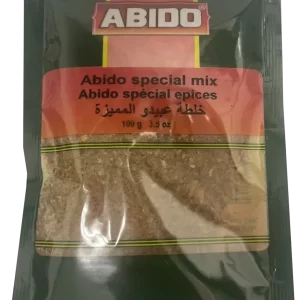 ABIDO
Abido special mix
Abido spécial epices
خلطة عبيدو المميزة
100 g 3.5 oz